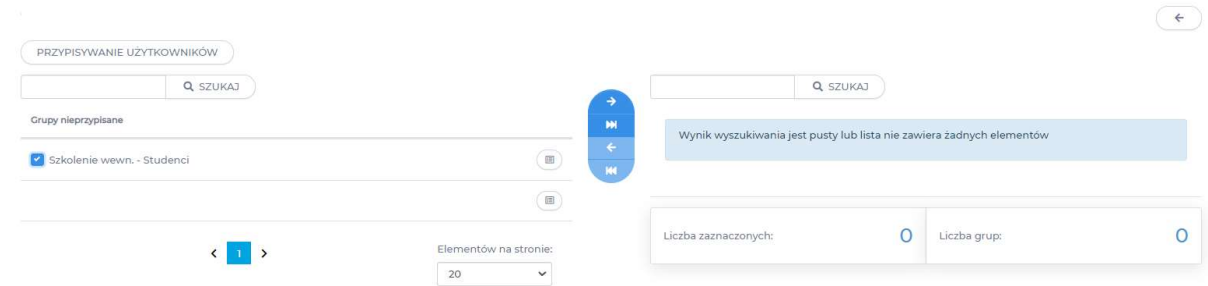 PRZYPISYWANIE UŻYTKOWNIKÓW
SZUKAJ
Grupy nieprzypisane
Szkolenie wewn. - Studenci
1
Elementów na stronie:
20
SZUKAJ
Wynik wyszukiwania jest pusty lub lista nie zawiera żadnych elementów
Liczba zaznaczonych: 0
Liczba grup: 0